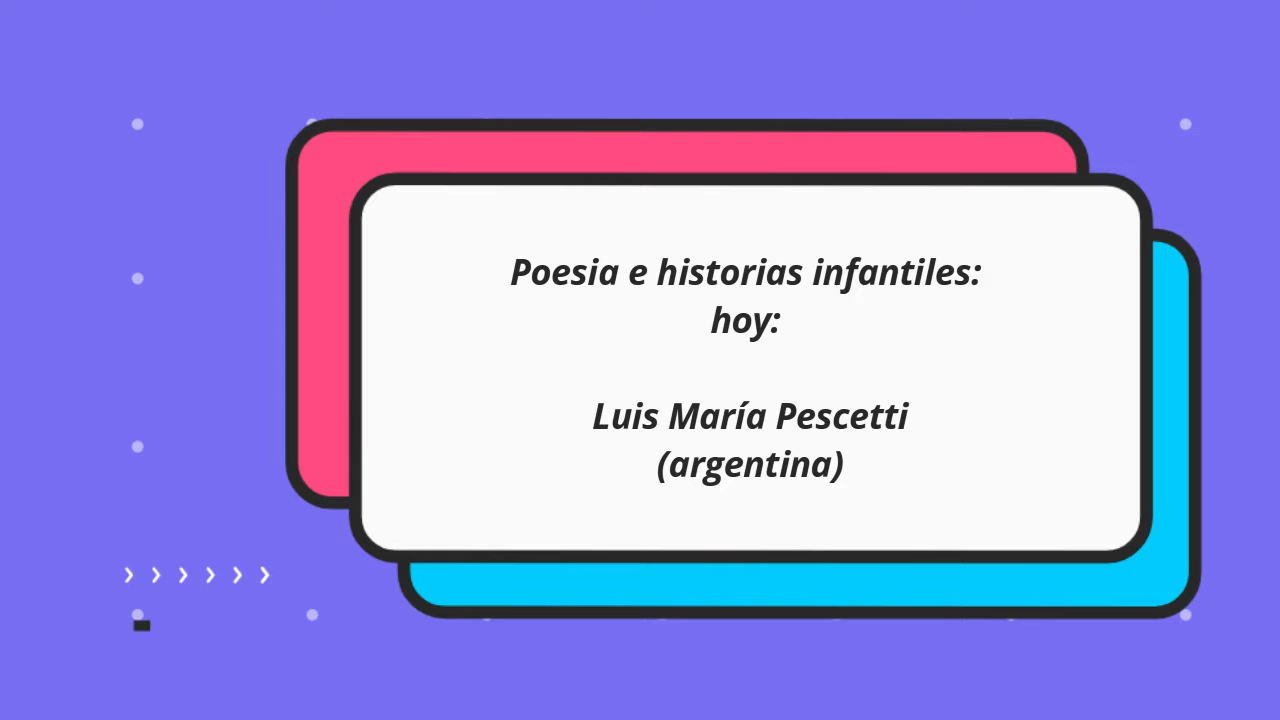 Poesia e historias infantiles:
hoy:
Luis María Pescetti
(argentina)